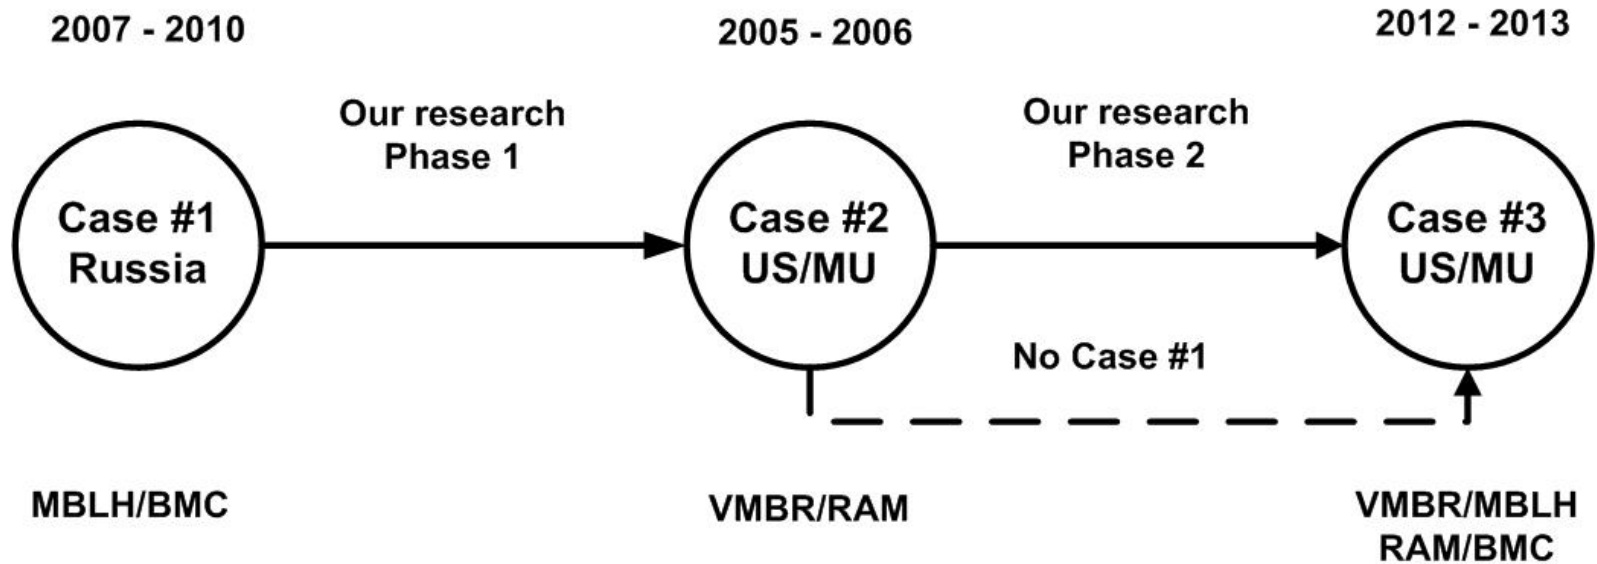 2007 - 2010
2005 - 2006
2012 - 2013
Our research
Phase 1
Our research
Phase 2
Case #1
Russia
Case #2
US/MU
Case #3
US/MU
No Case #1
MBLH/BMC
VMBR/RAM
VMBR/MBLH
RAM/BMC